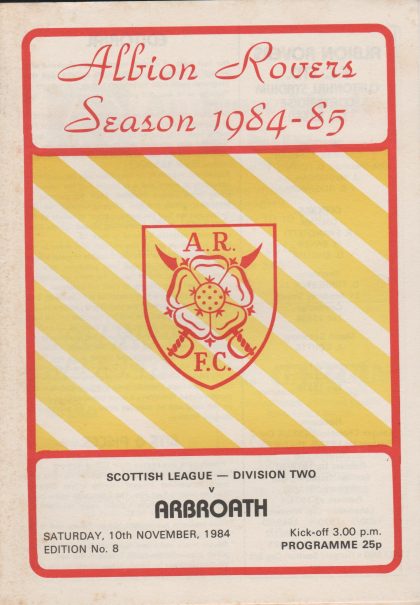 Albion Rovers
Season 1984-85
A.R.
F.C.
SCOTTISH LEAGUE — DIVISION TWO
v
ARBROATH
SATURDAY, 10th NOVEMBER, 1984 Kick-off 3.00 p.m.
EDITION No. 8 PROGRAMME 25p